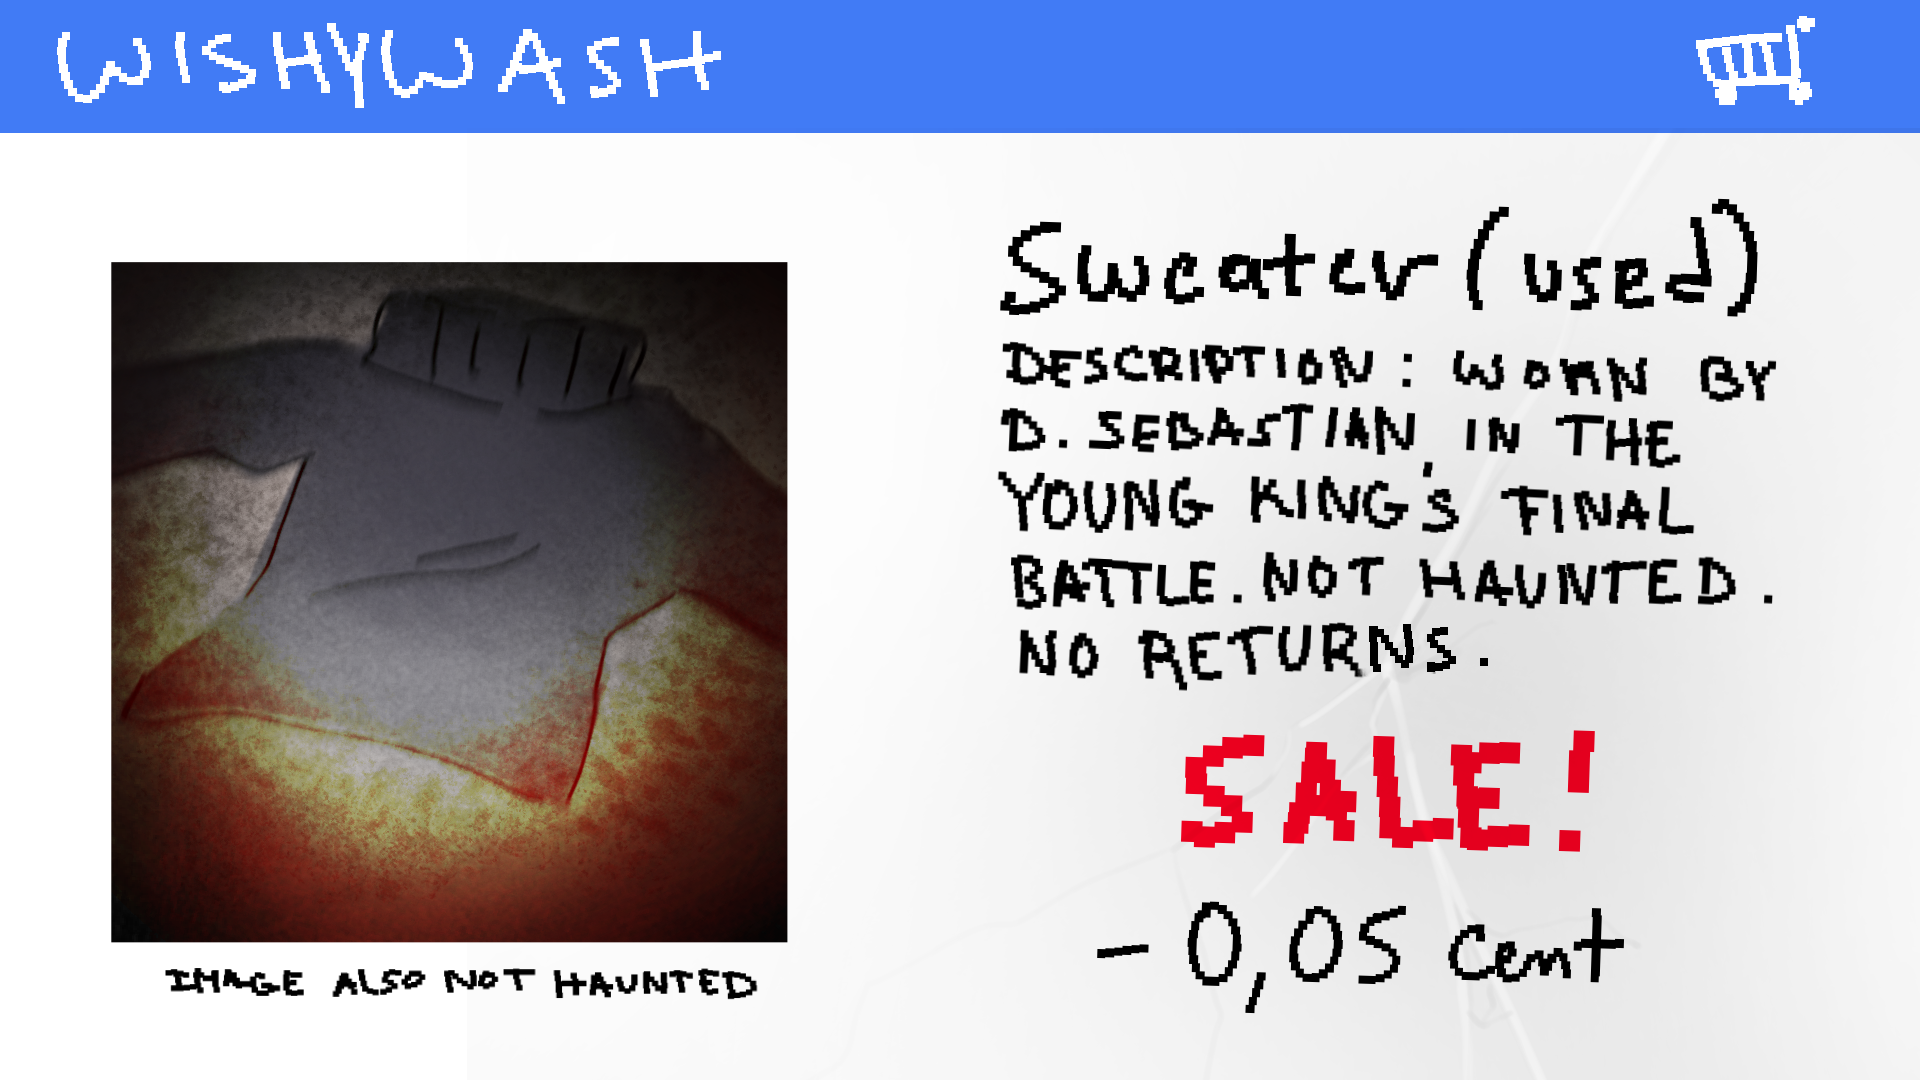 WISHYWASH
Sweater (used)
DESCRIPTION: WORN BY
D. SEBASTIAN IN THE
YOUNG KING'S FINAL
BATTLE. NOT HAUNTED.
NO RETURNS.
SALE!
- 0,05 cent
IMAGE ALSO NOT HAUNTED